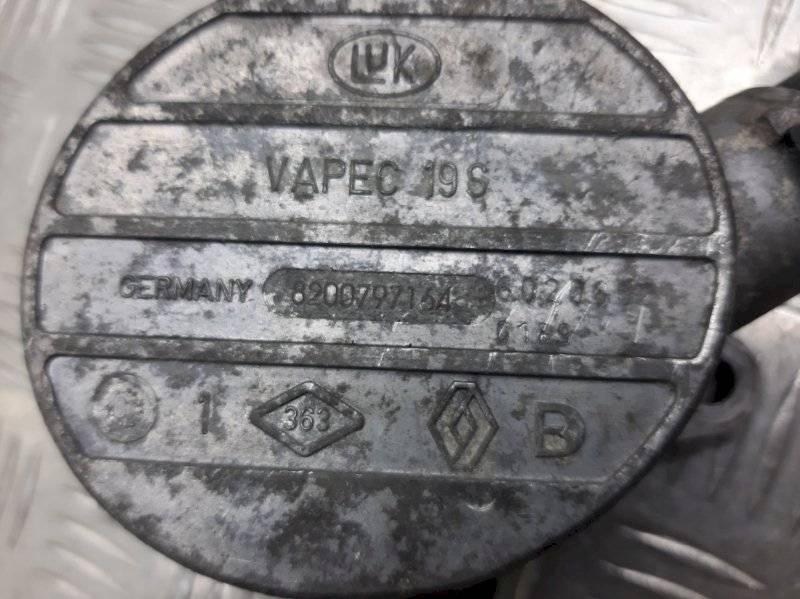 LUK
VAPEC 19 S
GERMANY 8200797164
1 363 B